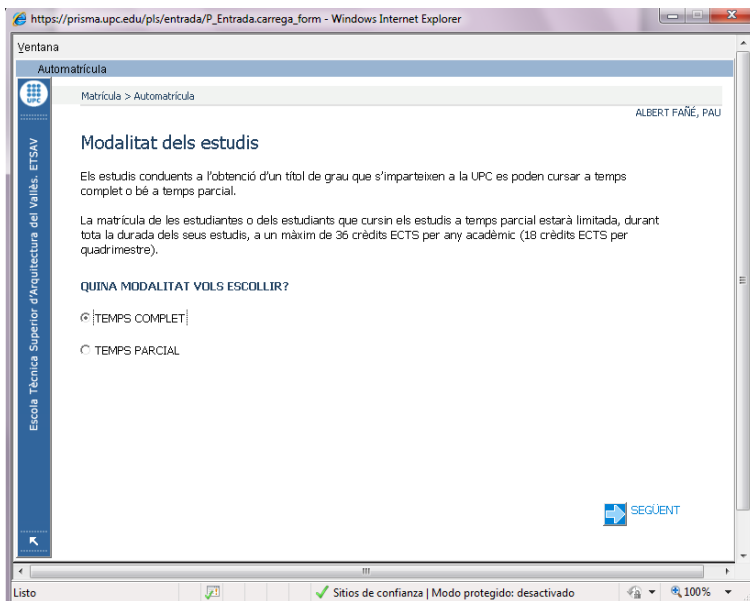 https://prisma.upc.edu/pls/entrada/P_Entrada.carrega_form - Windows Internet Explorer
Ventana
Automatrícula
UPC
Matrícula > Automatrícula
ALBERT FAÑÉ, PAU
Escola Tècnica Superior d'Arquitectura del Vallès. ETSAV
Modalitat dels estudis
Els estudis conduents a l'obtenció d'un títol de grau que s'imparteixen a la UPC es poden cursar a temps
complet o bé a temps parcial.
La matrícula de les estudiantes o dels estudiants que cursin els estudis a temps parcial estarà limitada, durant
tota la durada dels seus estudis, a un màxim de 36 crèdits ECTS per any acadèmic (18 crèdits ECTS per
quadrimestre).
QUINA MODALITAT VOLS ESCOLLIR?
TEMPS COMPLET
TEMPS PARCIAL
SEGÜENT
Listo
Sitios de confianza | Modo protegido: desactivado
100%